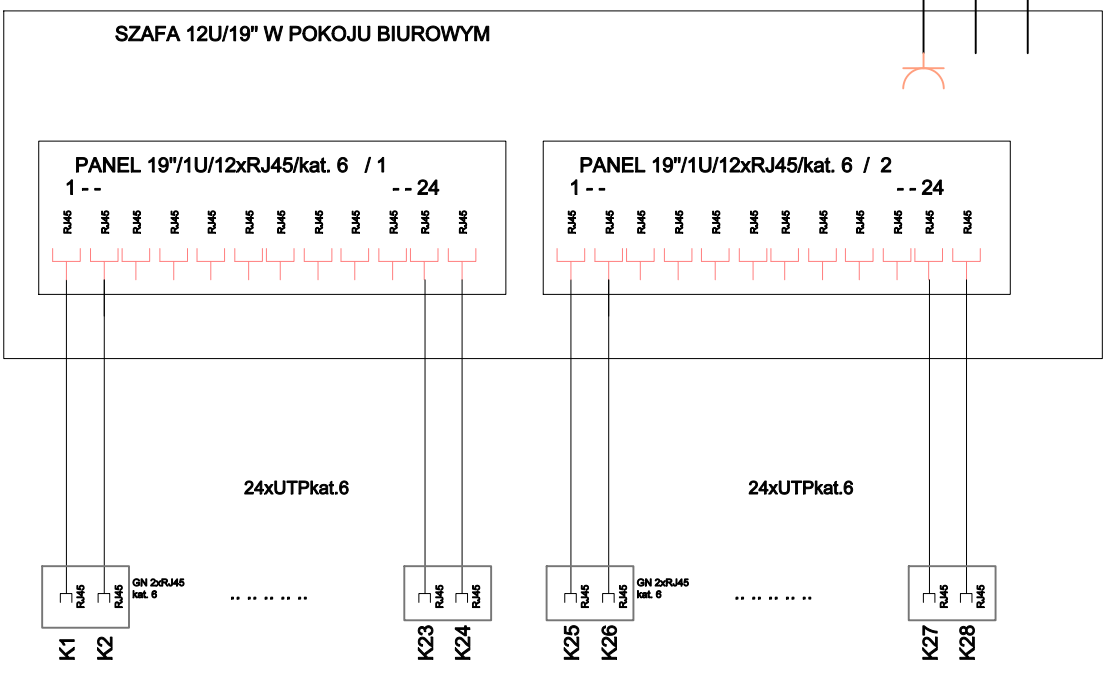 SZAFA 12U/19" W POKOJU BIUROWYM
PANEL 19"/1U/12xRJ45/kat. 6 / 1
1 - - - - 24
RJ45 RJ45 RJ45 RJ45 RJ45 RJ45 RJ45 RJ45 RJ45 RJ45 RJ45 RJ45
PANEL 19"/1U/12xRJ45/kat. 6 / 2
1 - - - - 24
RJ45 RJ45 RJ45 RJ45 RJ45 RJ45 RJ45 RJ45 RJ45 RJ45 RJ45 RJ45
24xUTPkat.6
24xUTPkat.6
RJ45 RJ45
GN 2xRJ45
kat. 6
.. .. .. .. ..
RJ45 RJ45
RJ45 RJ45
GN 2xRJ45
kat. 6
.. .. .. .. ..
RJ45 RJ45
K1 K2 K23 K24 K25 K26 K27 K28